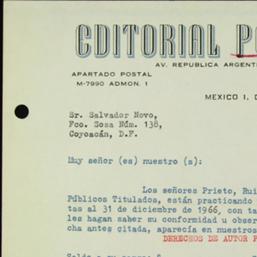 EDITORIAL
AV. REPUBLICA ARGENT
APARTADO POSTAL
M-7990 ADMON. 1
MEXICO 1, D
Sr. Salvador Novo,
Fco. Sosa Núm. 138,
Coyoacán, D.F.
Muy señor (es) nuestro (s):
Los señores Prieto, Rui
Públicos Titulados, están practicando
tas al 31 de diciembre de 1966, con ta
les hagan saber su conformidad u obser
cha antes citada, aparecía en nuestros
DERECHOS DE AUTOR P